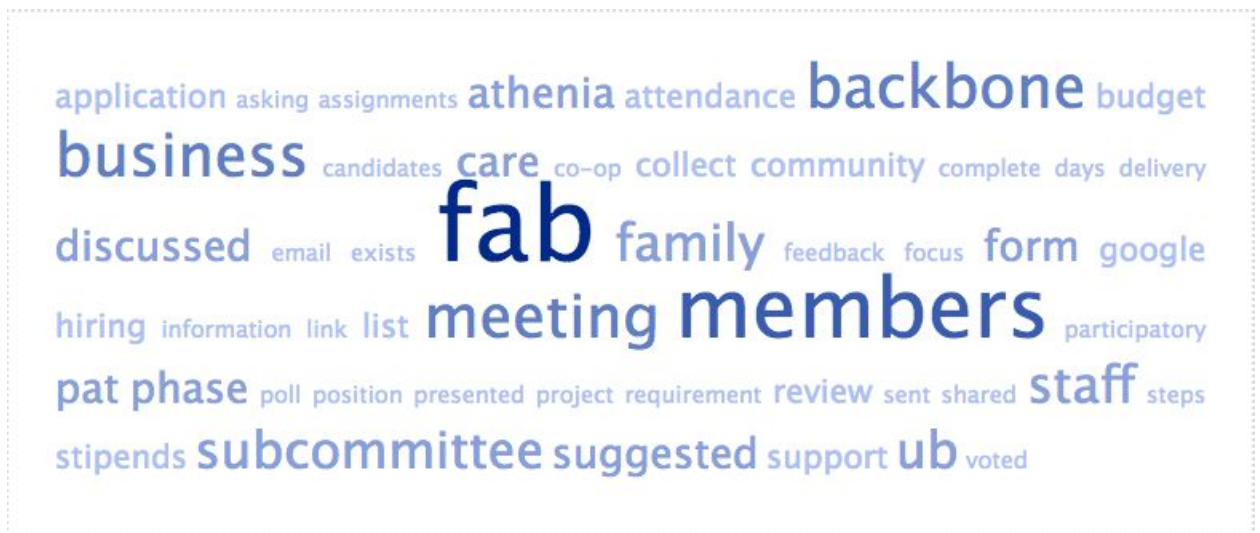 application asking assignments athenia attendance backbone budget
business candidates care co-op collect community complete days delivery
discussed email exists fab family feedback focus form google
hiring information link list meeting members participatory
pat phase poll position presented project requirement review sent shared staff steps
stipends subcommittee suggested support ub voted